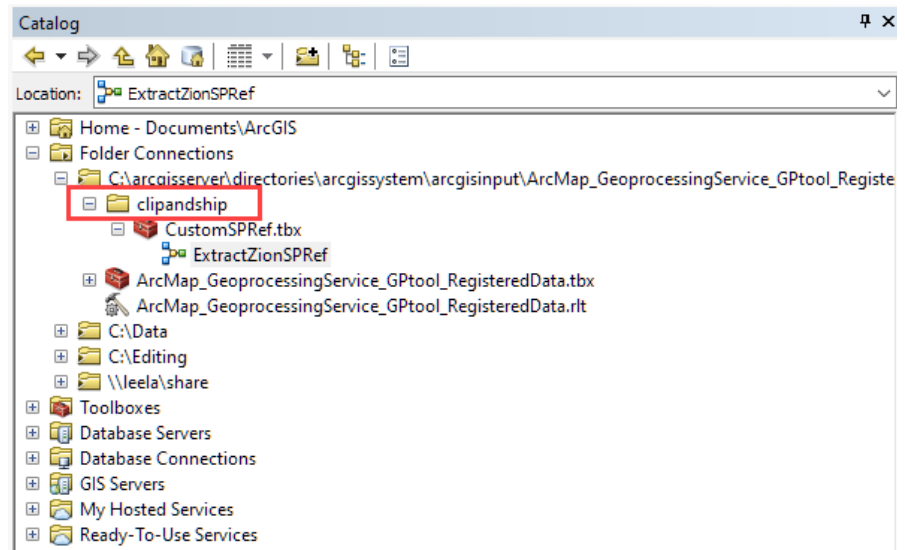 Catalog
Location: ExtractZionSPRef
Home - Documents\ArcGIS
Folder Connections
C:\arcgisserver\directories\arcgissystem\arcgisinput\ArcMap_GeoprocessingService_GPtool_Registe
clipandship
CustomSPRef.tbx
ExtractZionSPRef
ArcMap_GeoprocessingService_GPtool_RegisteredData.tbx
ArcMap_GeoprocessingService_GPtool_RegisteredData.rlt
C:\Data
C:\Editing
\\leela\share
Toolboxes
Database Servers
Database Connections
GIS Servers
My Hosted Services
Ready-To-Use Services